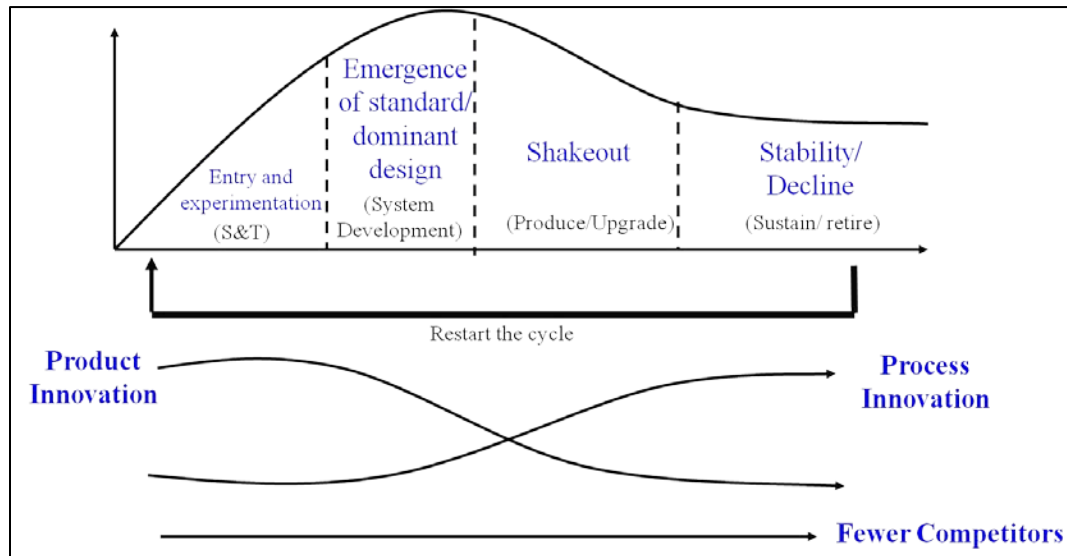 Entry and
experimentation
(S&T)
Emergence
of standard/
dominant
design
(System
Development)
Shakeout
(Produce/Upgrade)
Stability/
Decline
(Sustain/ retire)
Restart the cycle
Product
Innovation
Process
Innovation
Fewer Competitors